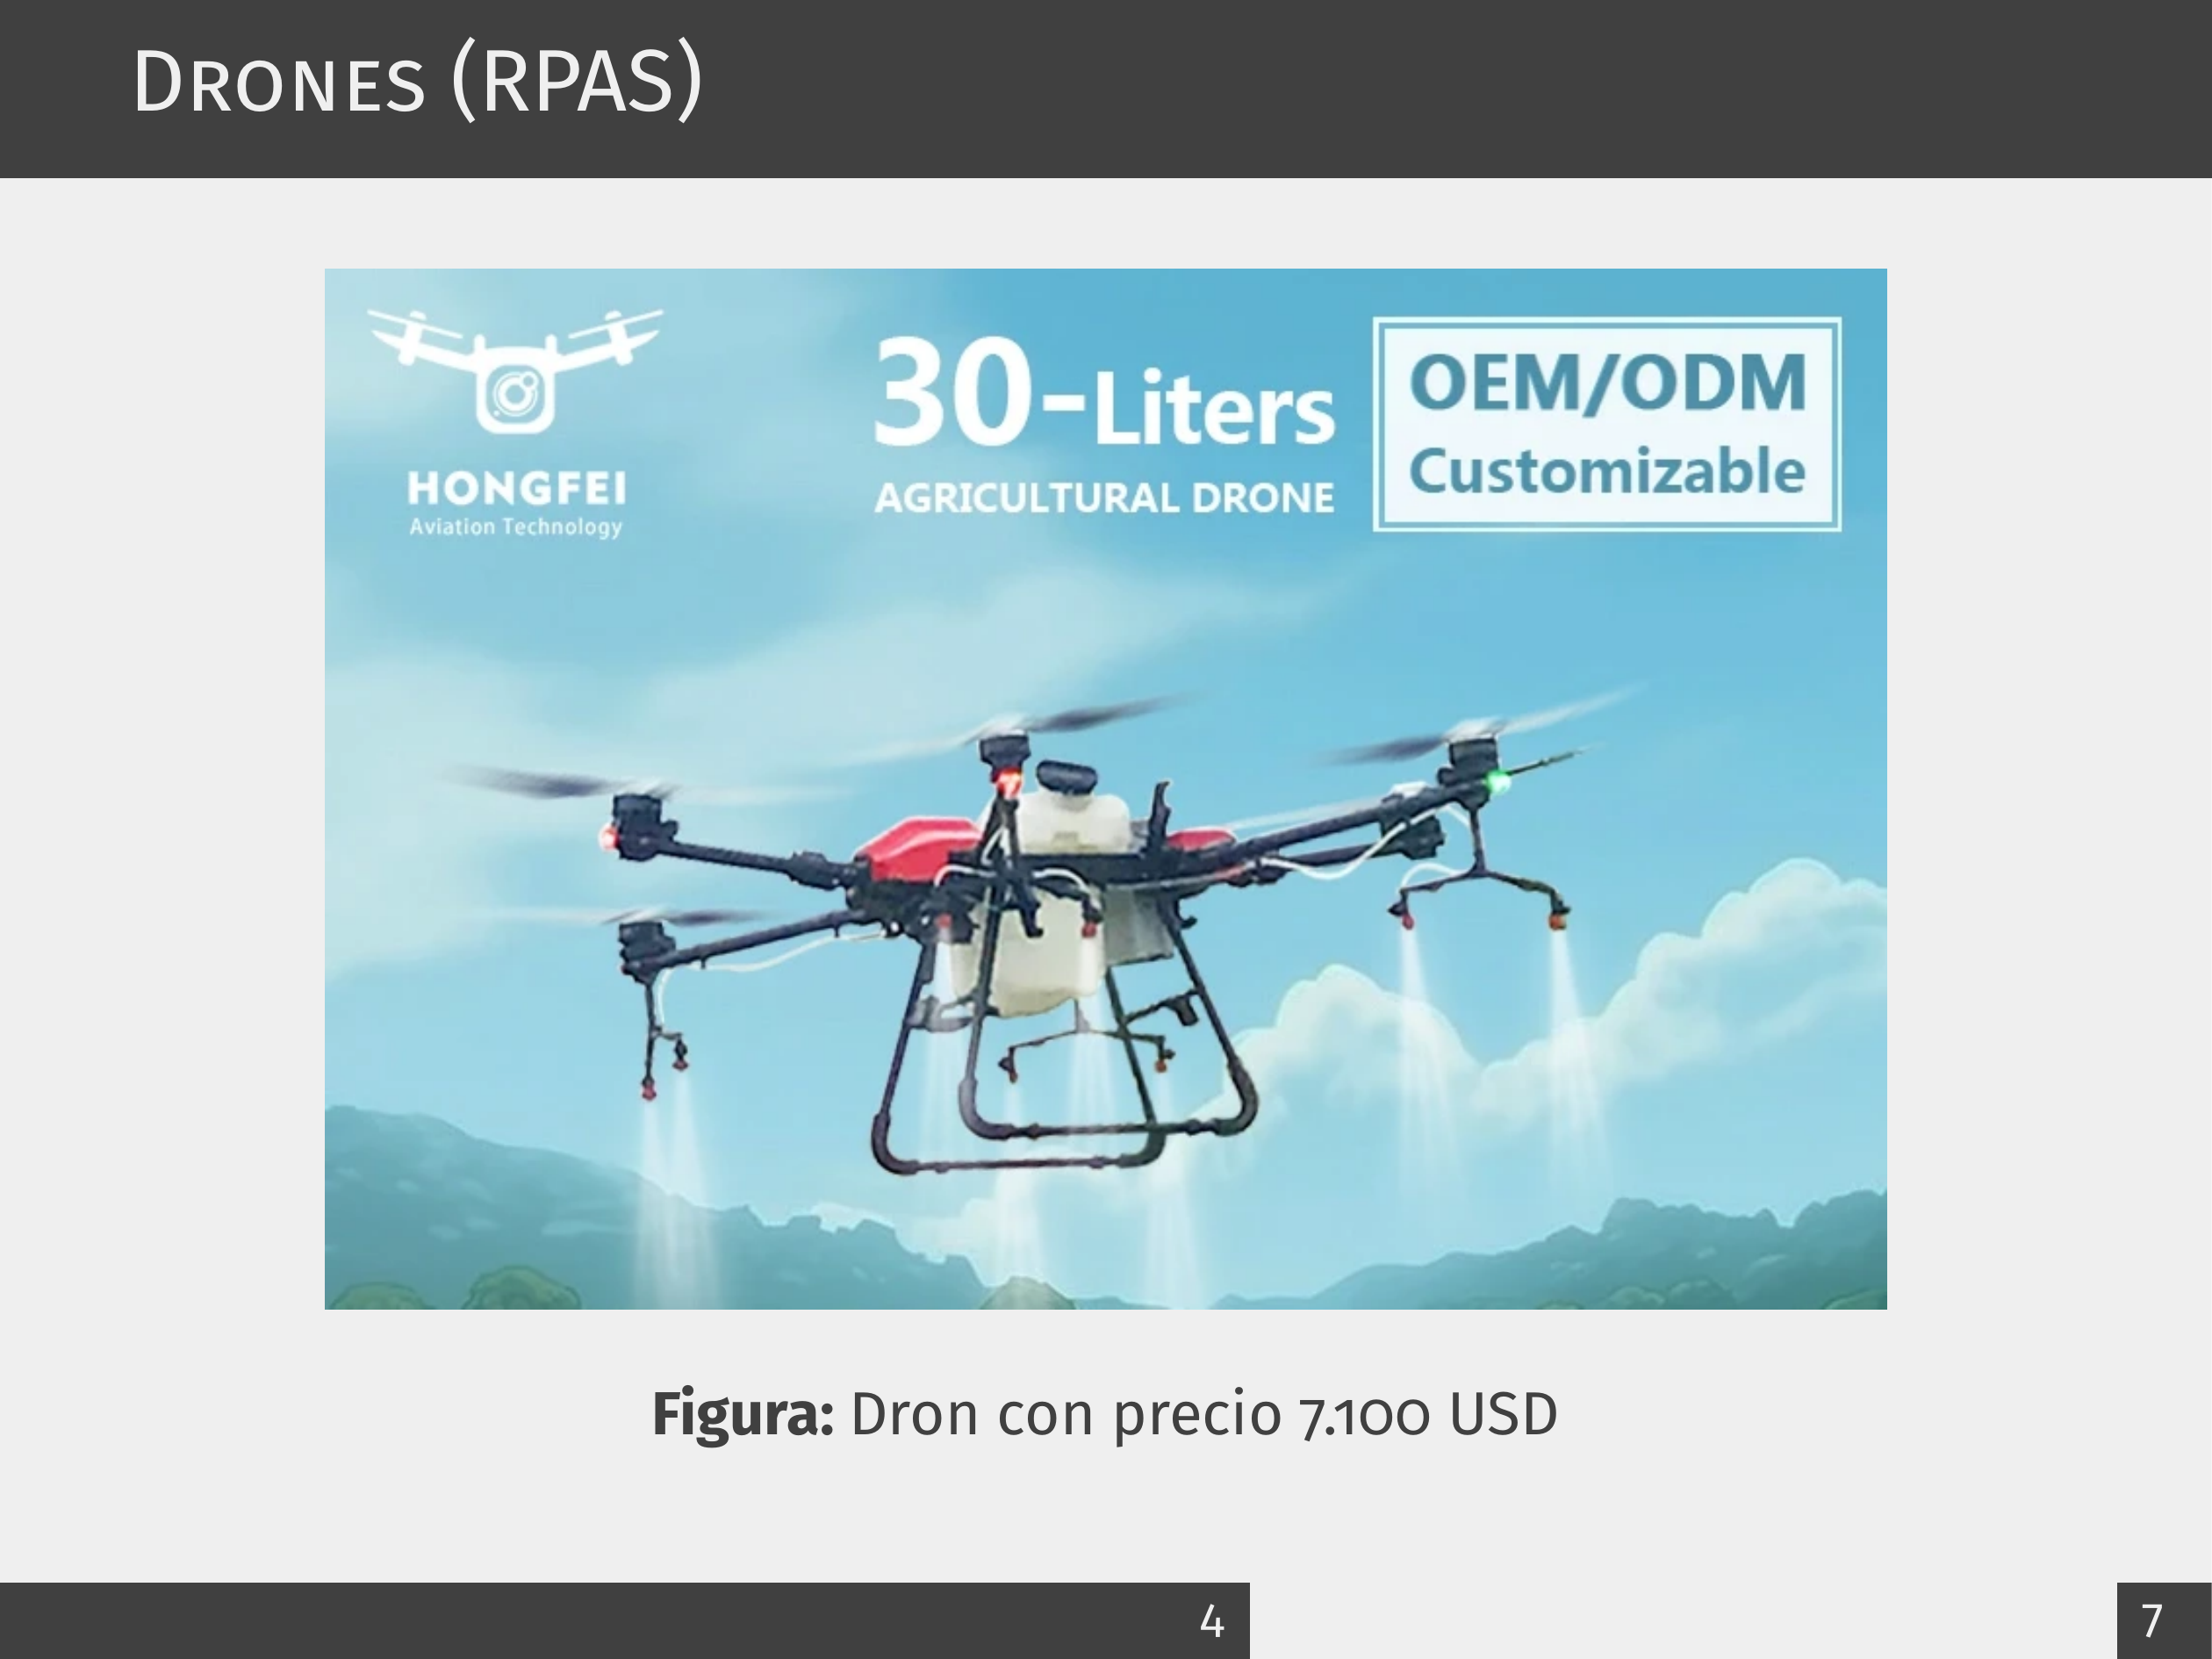 Drones (RPAS)
HONGFEI
Aviation Technology
30-Liters
AGRICULTURAL DRONE
OEM/ODM
Customizable
Figura: Dron con precio 7.100 USD
4
7